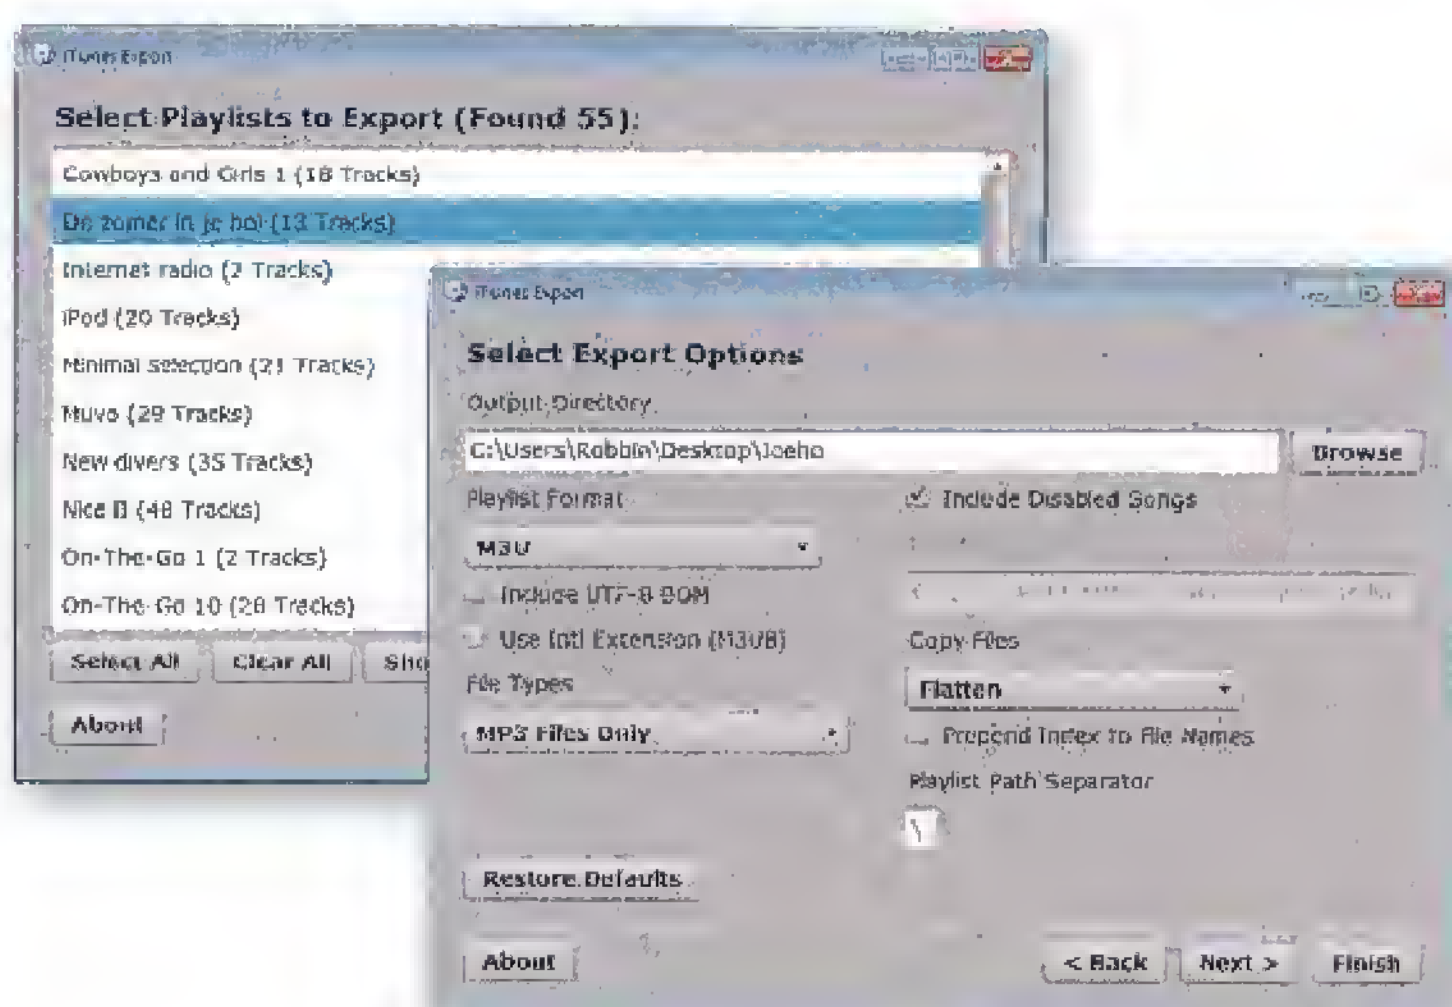 iTunes Export
Select Playlists to Export (Found 55):
Cowboys and Girls 1 (18 Tracks)
De zomer in je bol (13 Tracks)
Internet radio (2 Tracks)
iPod (20 Tracks)
Minimal selection (21 Tracks)
Muvo (29 Tracks)
New divers (35 Tracks)
Nice II (48 Tracks)
On-The-Go 1 (2 Tracks)
On-The-Go 10 (28 Tracks)
Select All
Clear All
Sho
About
iTunes Export
Select Export Options
Output Directory
C:\Users\Robbin\Desktop\Joeho
Browse
Playlist Format
Include Disabled Songs
M3U
Include UTF-8 BOM
Use Intl Extension (M3U8)
Copy Files
File Types
Flatten
MP3 Files Only
Prepend Index to File Names
Playlist Path Separator
\
Restore Defaults
About
< Back
Next >
Finish